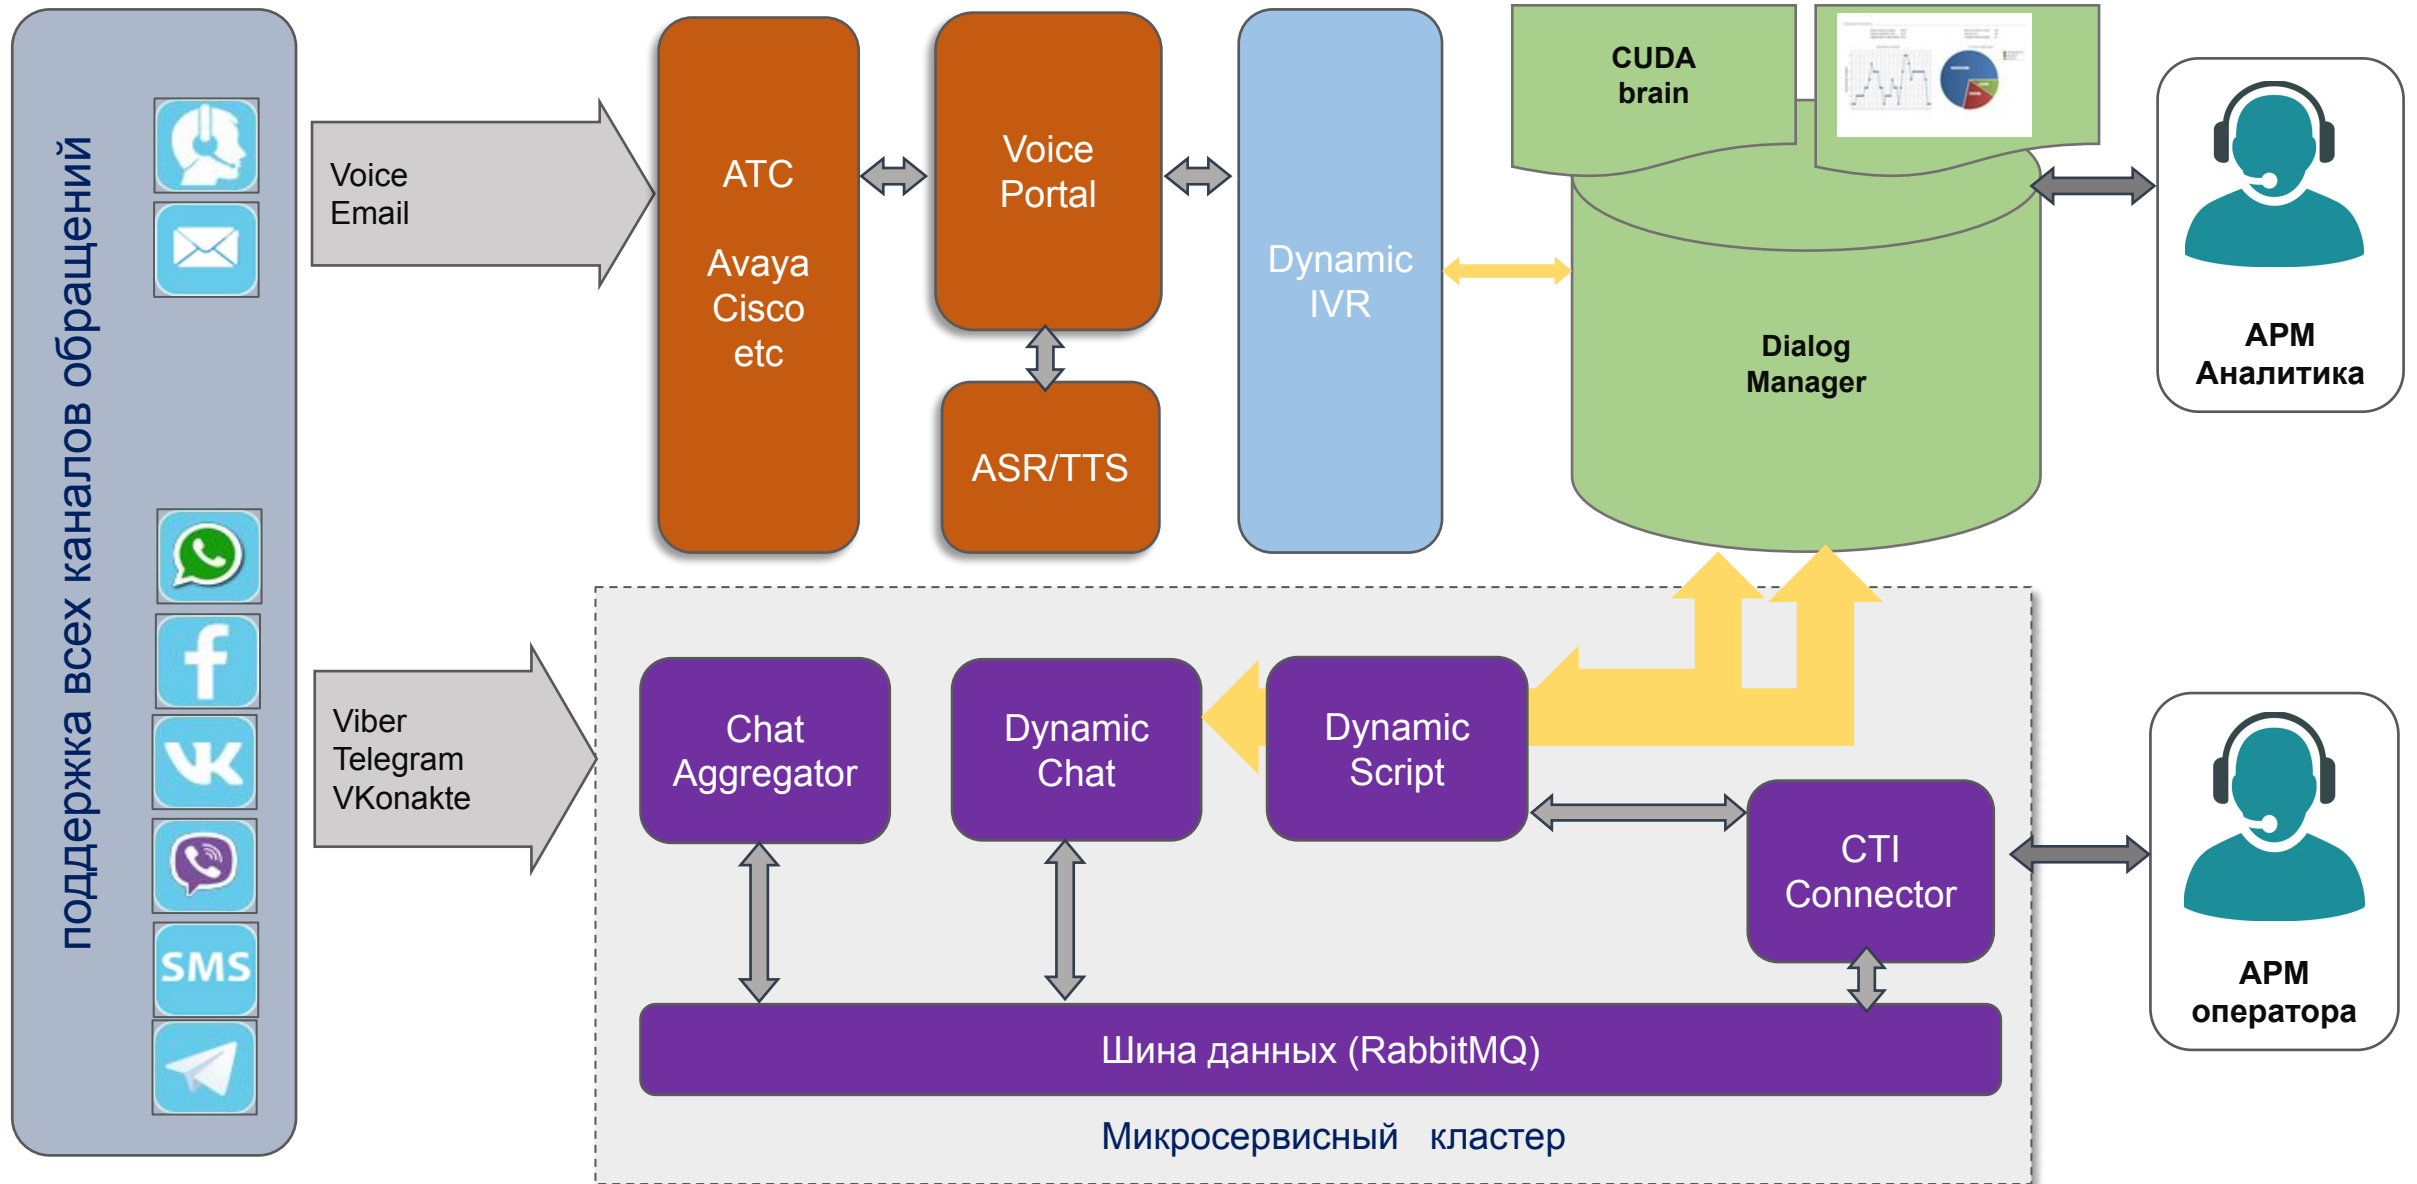 поддержка всех каналов обращений
SMS
Voice
Email
Viber
Telegram
VKonakte
АТС
Avaya
Cisco
etc
Voice
Portal
ASR/TTS
Dynamic
IVR
CUDA
brain
Dialog
Manager
АРМ
Аналитика
Chat
Aggregator
Dynamic
Chat
Dynamic
Script
CTI
Connector
Шина данных (RabbitMQ)
Микросервисный кластер
АРМ
оператора